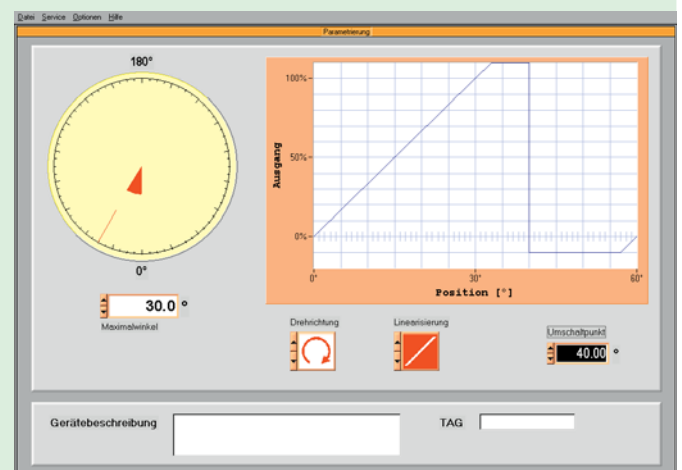 Datei Service Optionen Hilfe
Parametrierung
180°
0°
30.0 °
Maximalwinkel
100%
50%
0%
Ausgang
0° 30° 60°
Position [°]
Drehrichtung
Linearisierung
Umschaltpunkt
40.00 °
Gerätebeschreibung
TAG